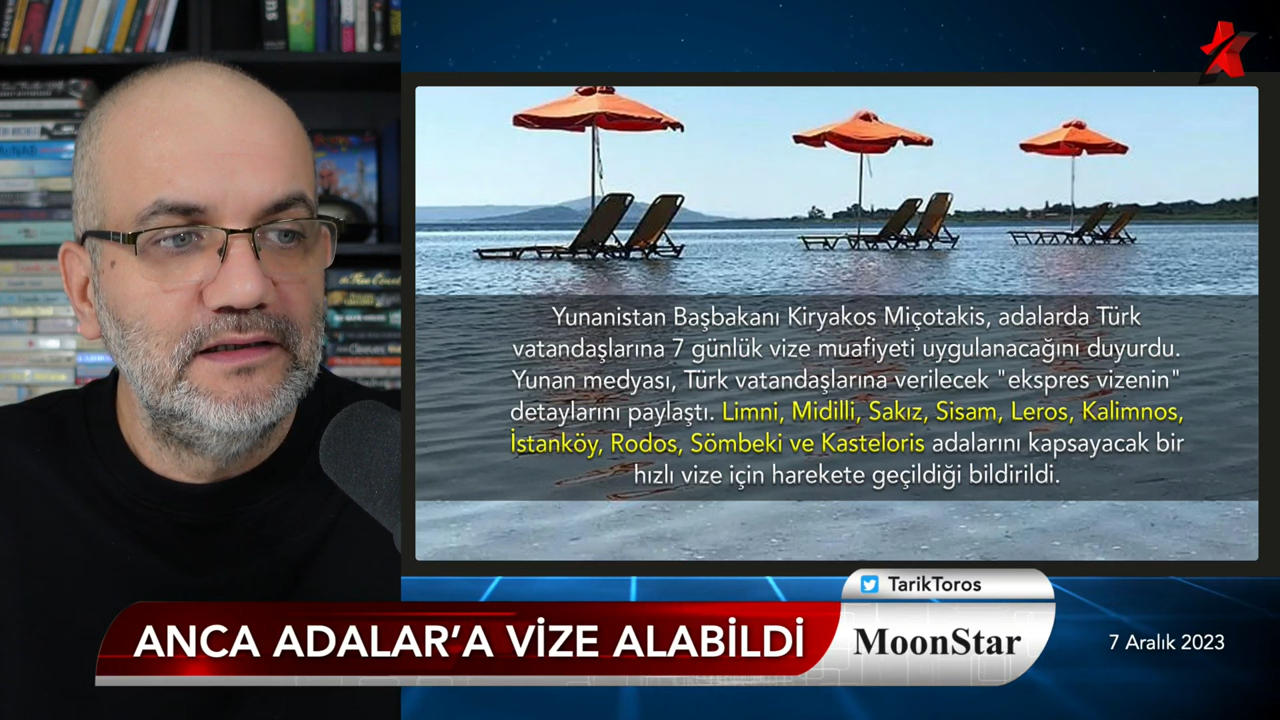 Yunanistan Başbakanı Kiryakos Miçotakis, adalarda Türk
vatandaşlarına 7 günlük vize muafiyeti uygulanacağını duyurdu.
Yunan medyası, Türk vatandaşlarına verilecek "ekspres vizenin"
detaylarını paylaştı. Limni, Midilli, Sakız, Sisam, Leros, Kalimnos,
İstanköy, Rodos, Sömbeki ve Kasteloris adalarını kapsayacak bir
hızlı vize için harekete geçildiği bildirildi.
TarikToros
ANCA ADALAR'A VİZE ALABİLDİ
MoonStar
7 Aralık 2023